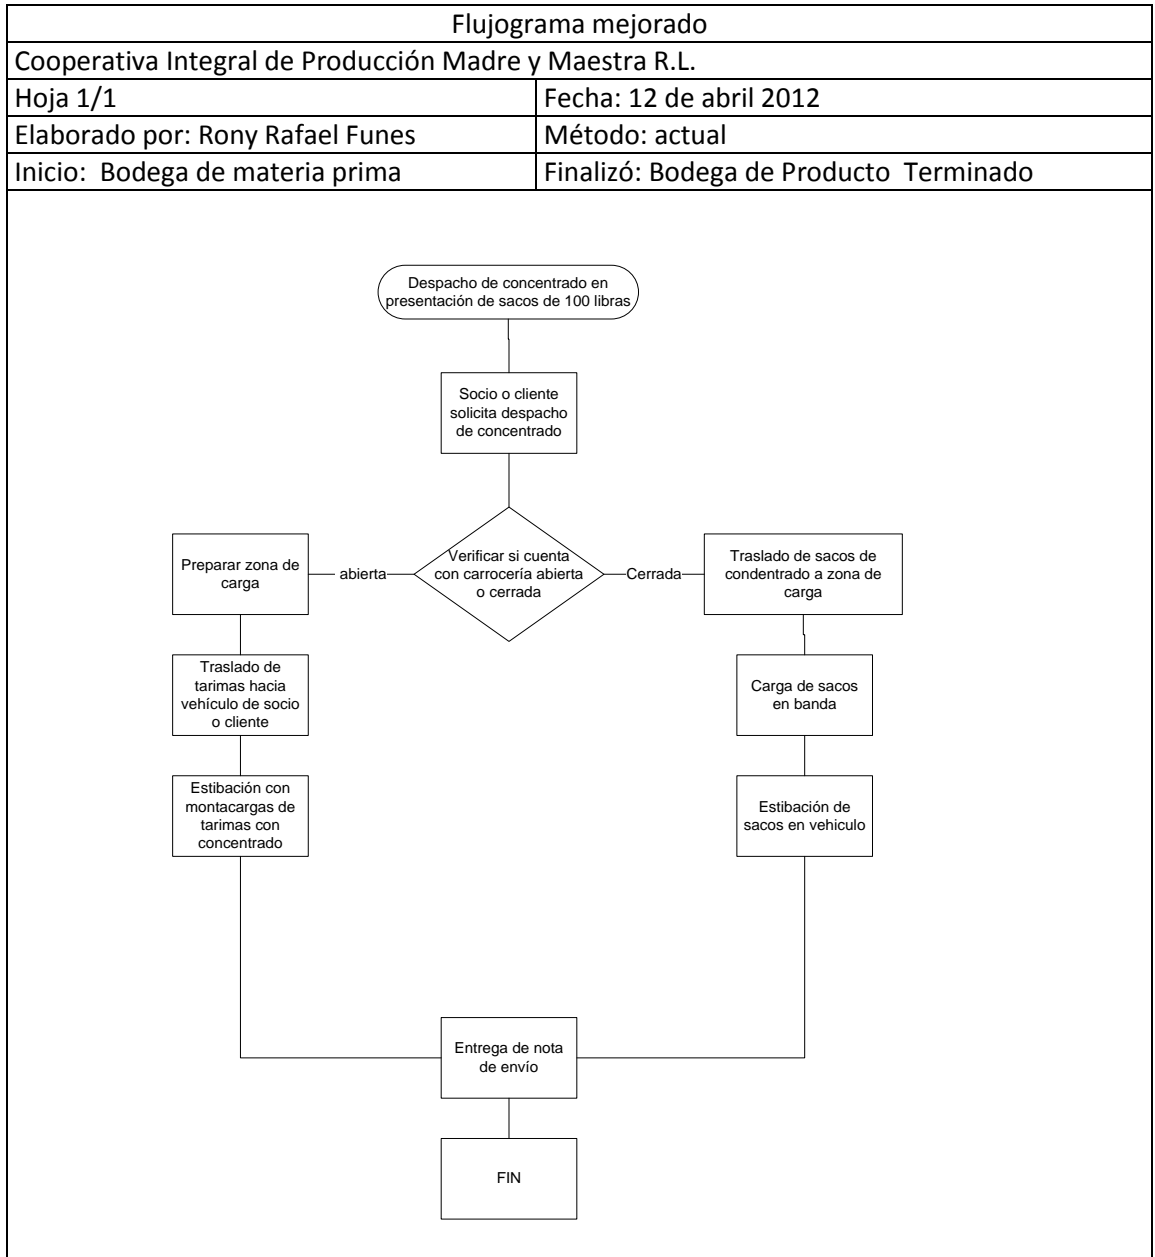 Flujograma mejorado
Cooperativa Integral de Producción Madre y Maestra R.L.
Hoja 1/1
Fecha: 12 de abril 2012
Elaborado por: Rony Rafael Funes
Método: actual
Inicio:  Bodega de materia prima
Finalizó: Bodega de Producto  Terminado
Despacho de concentrado en
presentación de sacos de 100 libras
Socio o cliente
solicita despacho
de concentrado
Verificar si cuenta
con carrocería abierta
o cerrada
abierta
Cerrada
Preparar zona de
carga
Traslado de
tarimas hacia
vehículo de socio
o cliente
Estibación con
montacargas de
tarimas con
concentrado
Traslado de sacos de
condentrado a zona de
carga
Carga de sacos
en banda
Estibación de
sacos en vehiculo
Entrega de nota
de envío
FIN